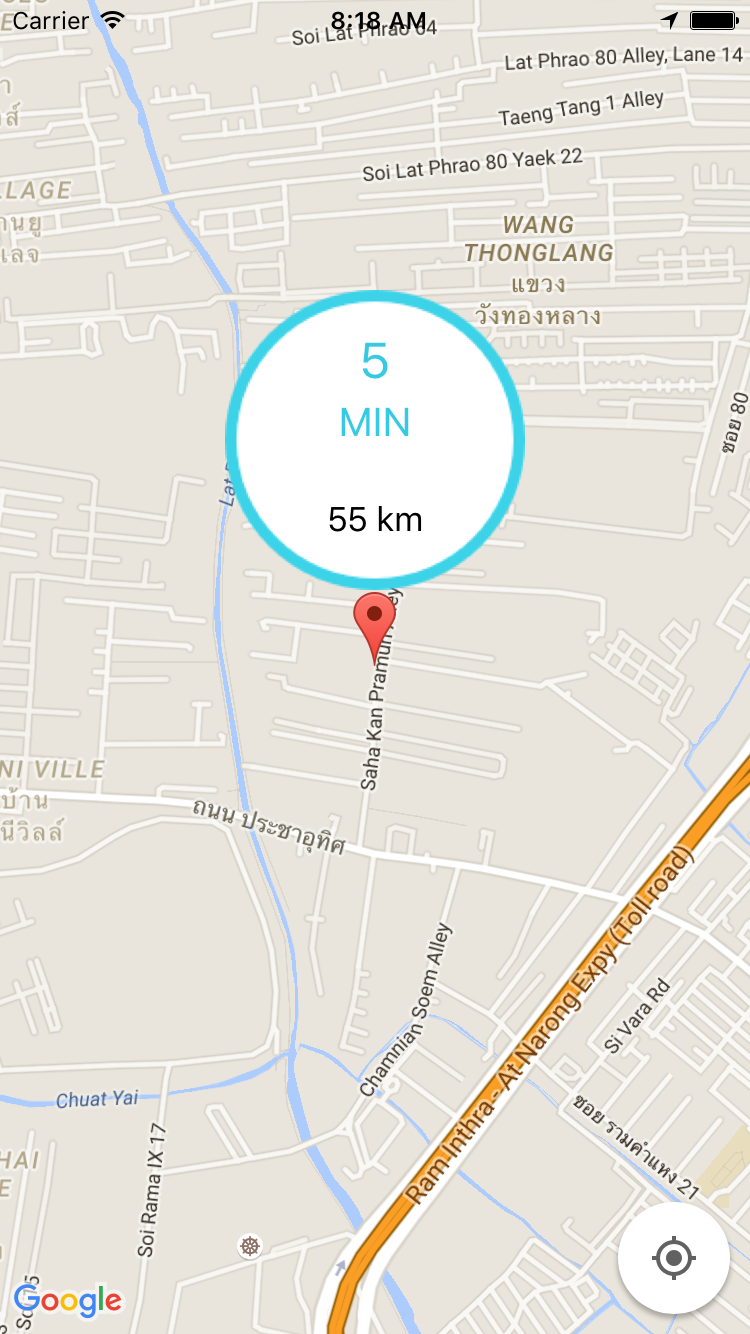 Carrier
8:18 AM
Soi Lat Phrao 64
Lat Phrao 80 Alley, Lane 14
Taeng Tang 1 Alley
Soi Lat Phrao 80 Yaek 22
WANG
THONGLANG
แขวง
วังทองหลาง
5
MIN
55 km
ซอย 80
Saha Kan Pramun
ถนน ประชาอุทิศ
Chamnian Soem Alley
Ram Inthra - At Narong Expy (Toll road)
Si Vara Rd
ซอย รามคำแหง 21
Chuat Yai
Soi Rama IX 17
NI VILLE
บ้าน
Google